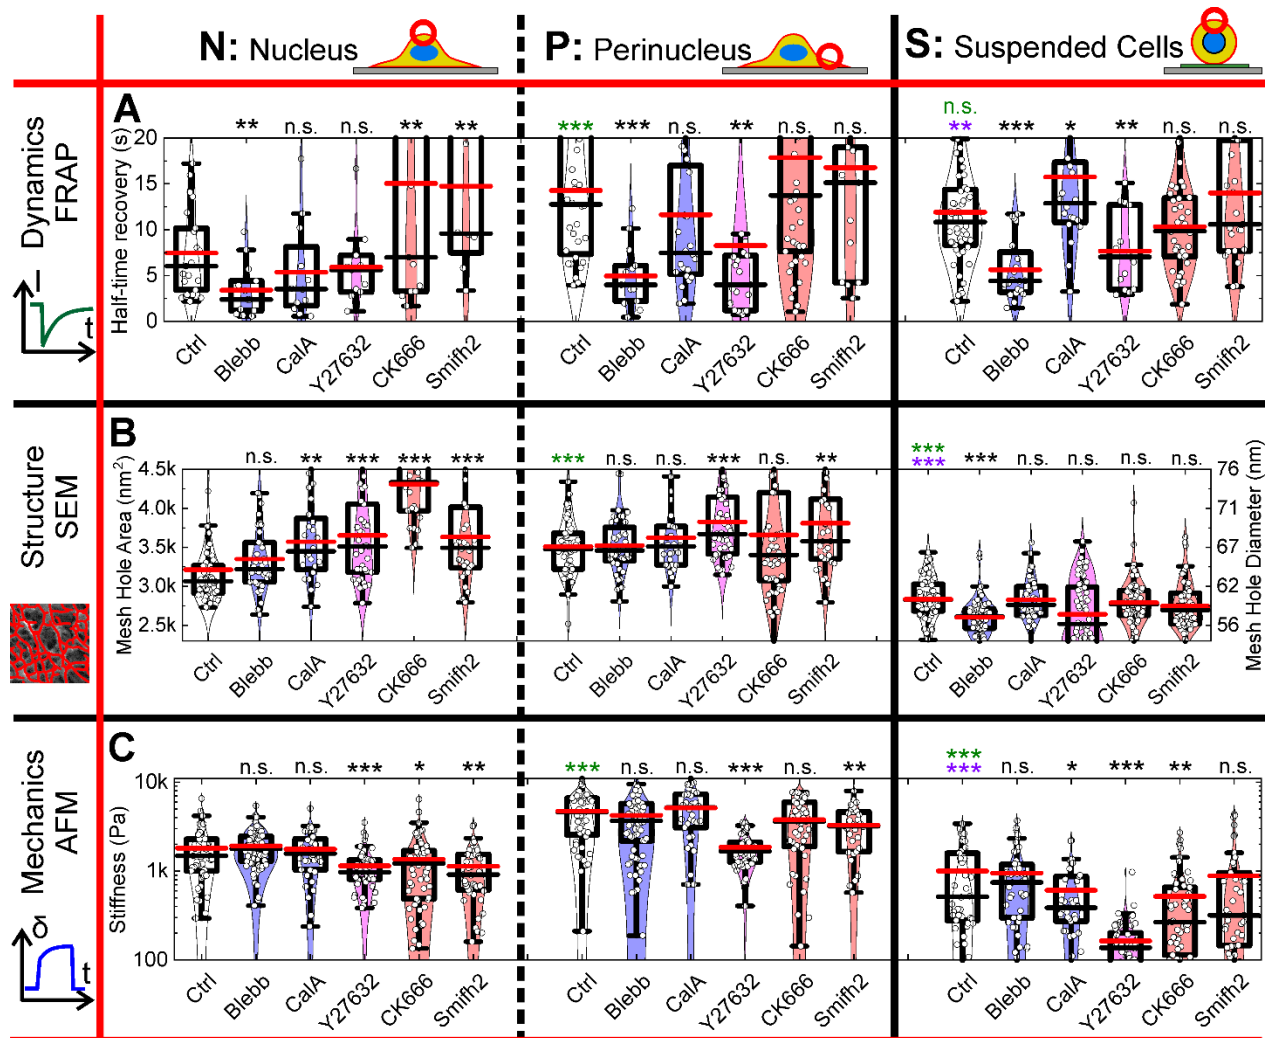 N: Nucleus
P: Perinucleus
S: Suspended Cells
Dynamics
FRAP
I
t
A
Half-time recovery (s)
20
15
10
5
0
** n.s. n.s. ** **
Ctrl Blebb CalA Y27632 CK666 Smifh2
*** *** n.s. ** n.s. n.s.
Ctrl Blebb CalA Y27632 CK666 Smifh2
n.s.
** *** * ** n.s. n.s.
Ctrl Blebb CalA Y27632 CK666 Smifh2
Structure
SEM
B
Mesh Hole Area (nm²)
4.5k
4.0k
3.5k
3.0k
2.5k
n.s. ** *** *** ***
Ctrl Blebb CalA Y27632 CK666 Smifh2
*** n.s. n.s. *** n.s. **
Ctrl Blebb CalA Y27632 CK666 Smifh2
***
*** *** n.s. n.s. n.s. n.s.
Ctrl Blebb CalA Y27632 CK666 Smifh2
76
71
67
62
56
Mesh Hole Diameter (nm)
Mechanics
AFM
σ
t
C
Stiffness (Pa)
10k
1k
100
n.s. n.s. *** * **
Ctrl Blebb CalA Y27632 CK666 Smifh2
*** n.s. n.s. *** n.s. **
Ctrl Blebb CalA Y27632 CK666 Smifh2
***
*** n.s. * *** ** n.s.
Ctrl Blebb CalA Y27632 CK666 Smifh2